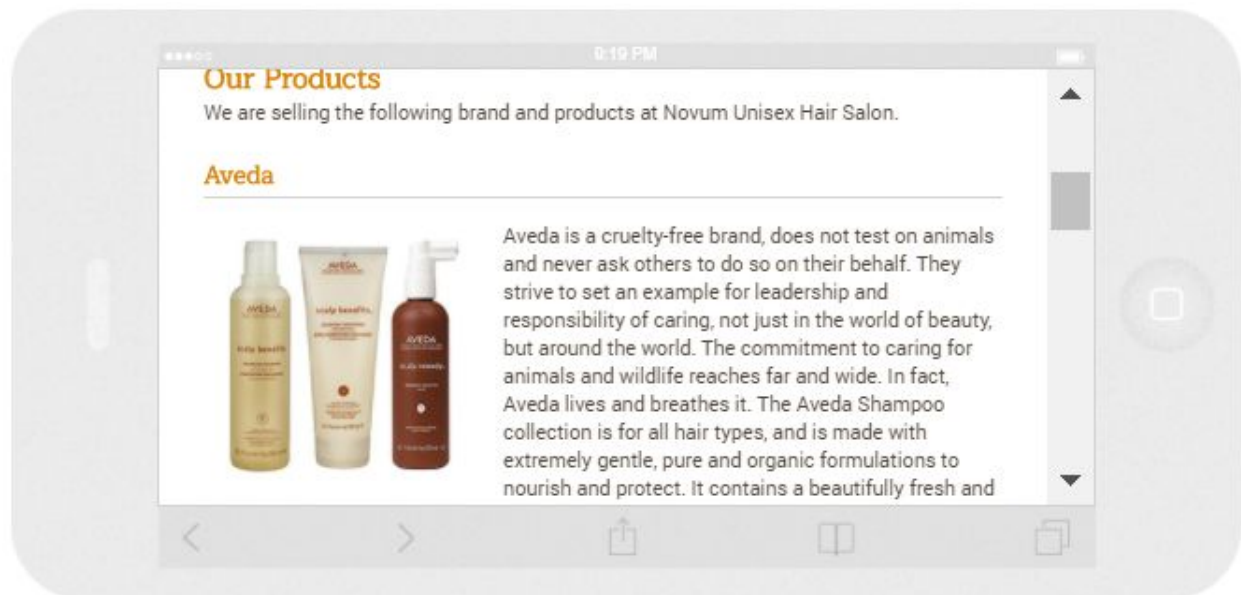 9:19 PM
Our Products
We are selling the following brand and products at Novum Unisex Hair Salon.
Aveda
Aveda is a cruelty-free brand, does not test on animals
and never ask others to do so on their behalf. They
strive to set an example for leadership and
responsibility of caring, not just in the world of beauty,
but around the world. The commitment to caring for
animals and wildlife reaches far and wide. In fact,
Aveda lives and breathes it. The Aveda Shampoo
collection is for all hair types, and is made with
extremely gentle, pure and organic formulations to
nourish and protect. It contains a beautifully fresh and
AVEDA
scalp benefits
AVEDA
scalp benefits
AVEDA
scalp remedy